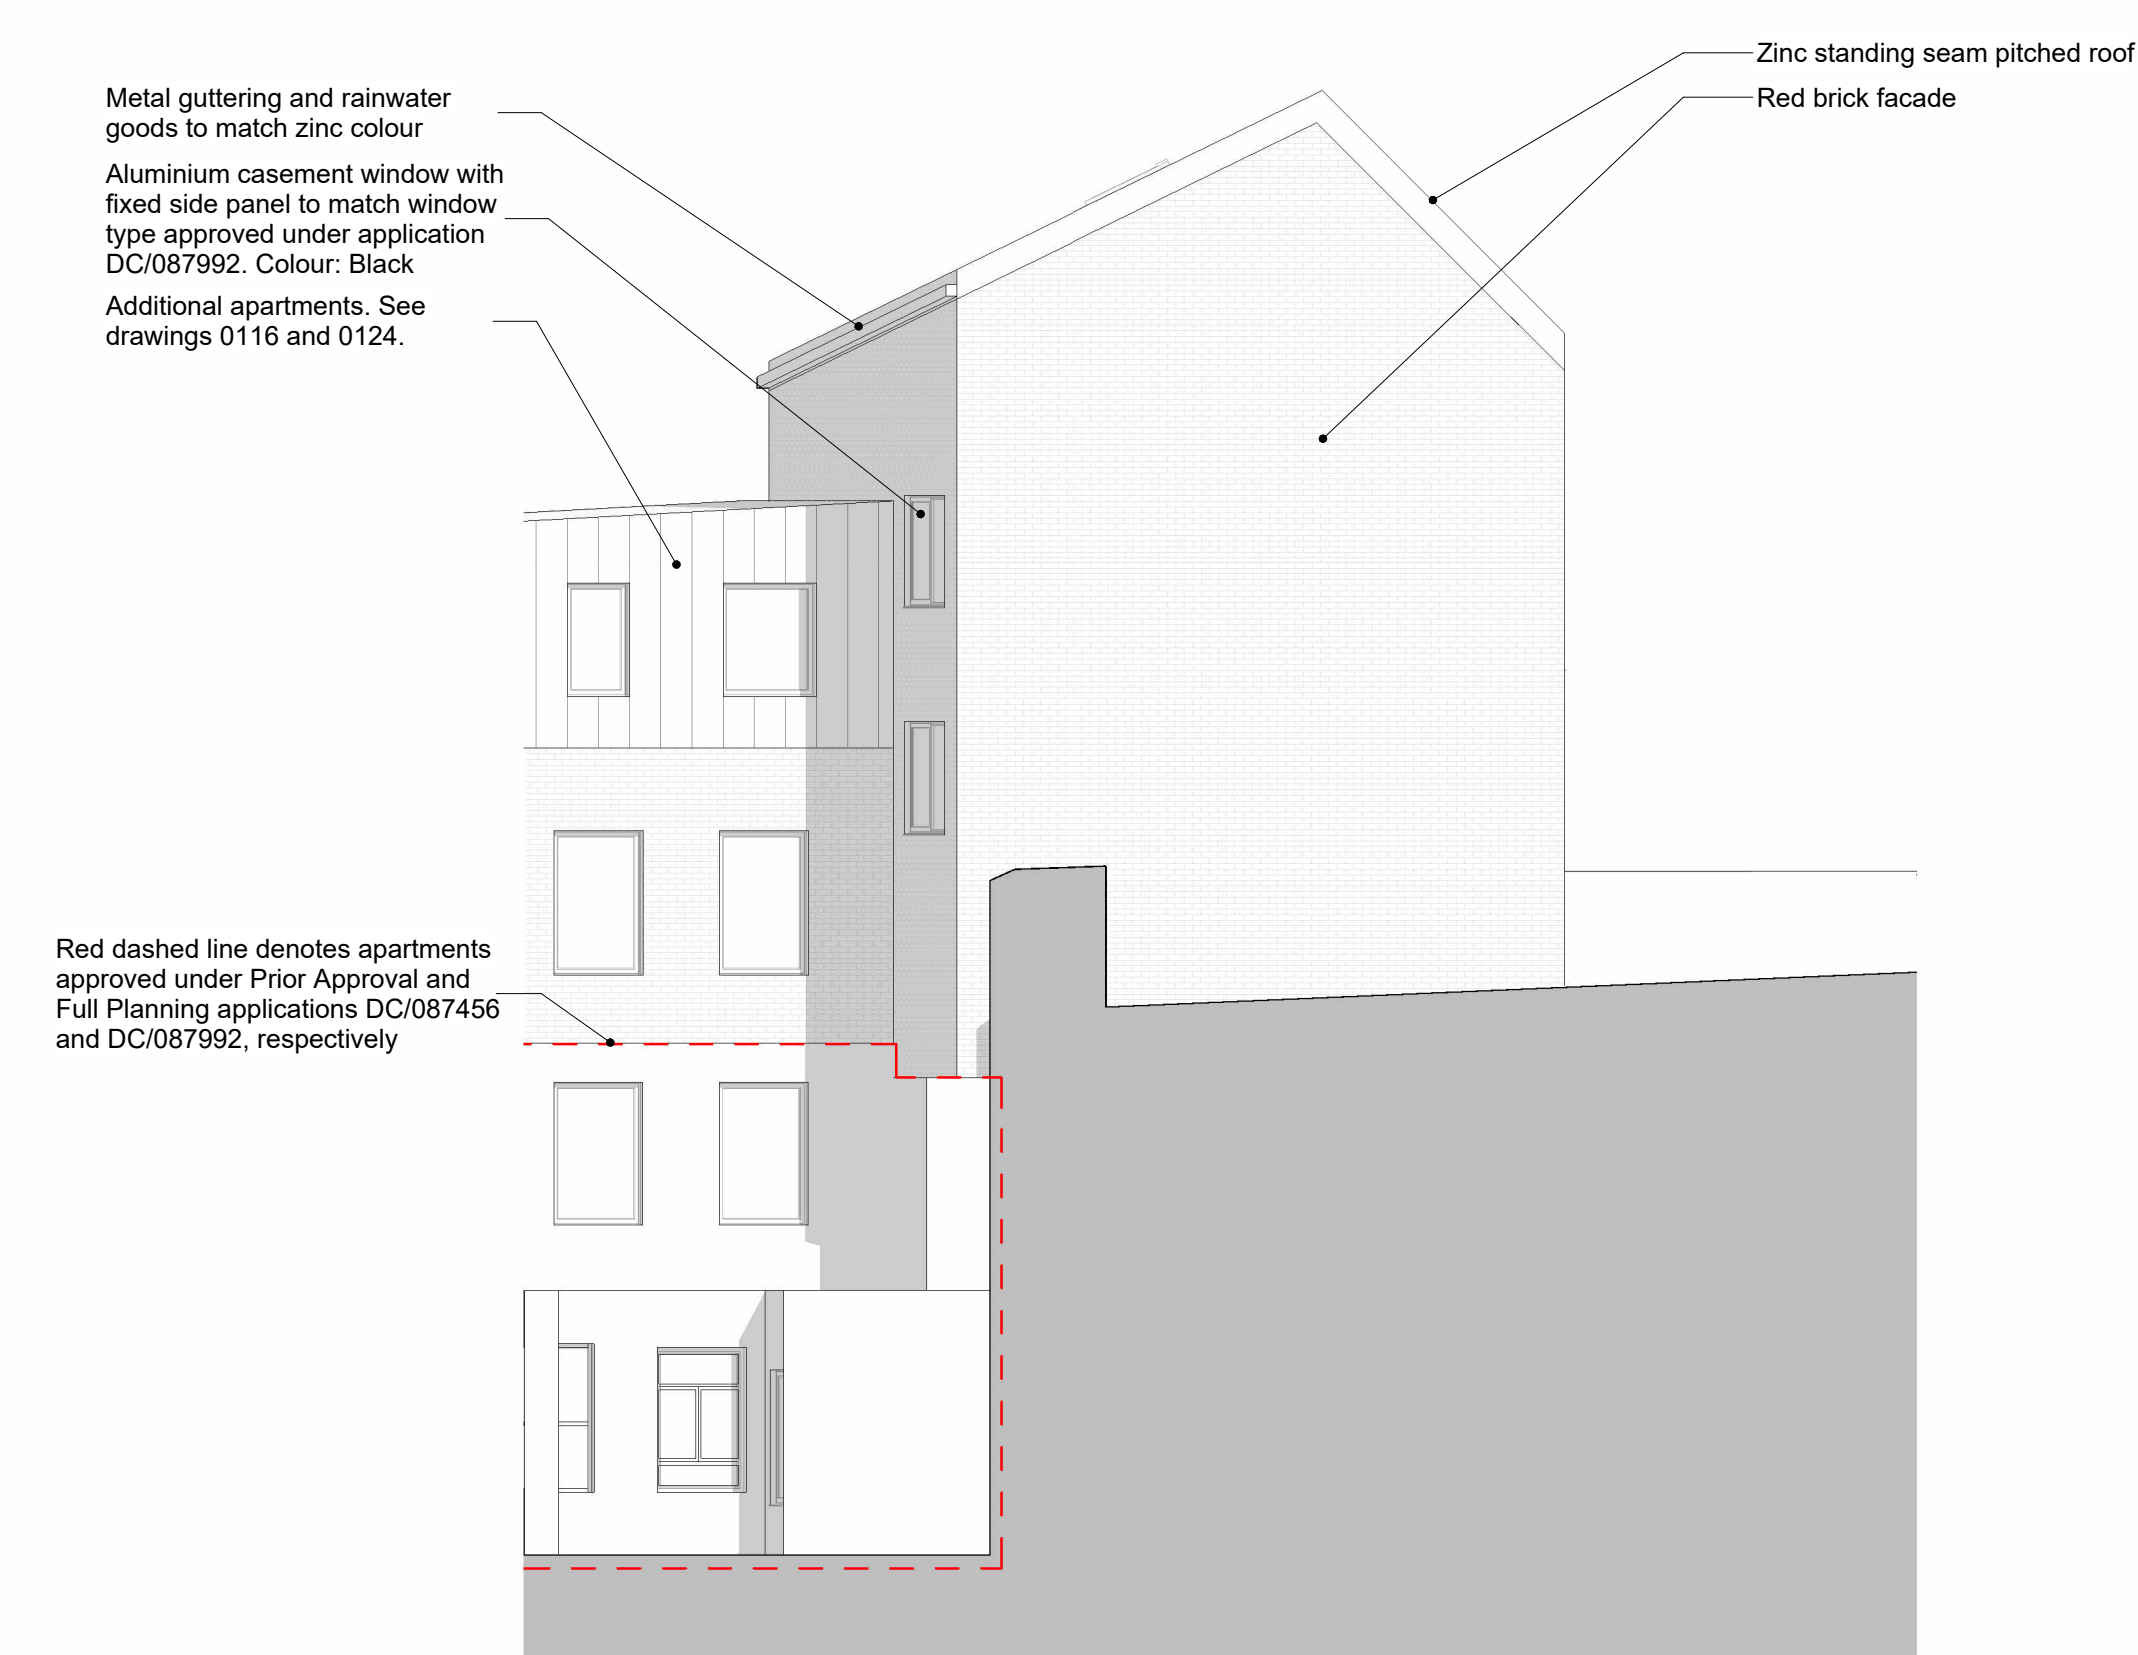 Zinc standing seam pitched roof
Red brick facade
Metal guttering and rainwater
goods to match zinc colour
Aluminium casement window with
fixed side panel to match window
type approved under application
DC/087992. Colour: Black
Additional apartments. See
drawings 0116 and 0124.
Red dashed line denotes apartments
approved under Prior Approval and
Full Planning applications DC/087456
and DC/087992, respectively